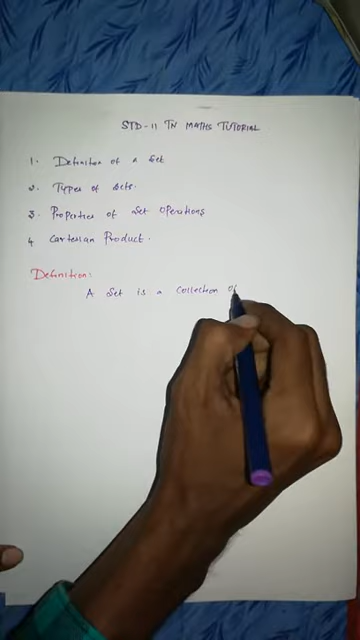 STD-11 TN MATHS TUTORIAL
1. Definition of a Set
2. Types of Sets.
3. Properties of Set Operations
4 Cartesian Product.
Definition:
A Set is a Collection of